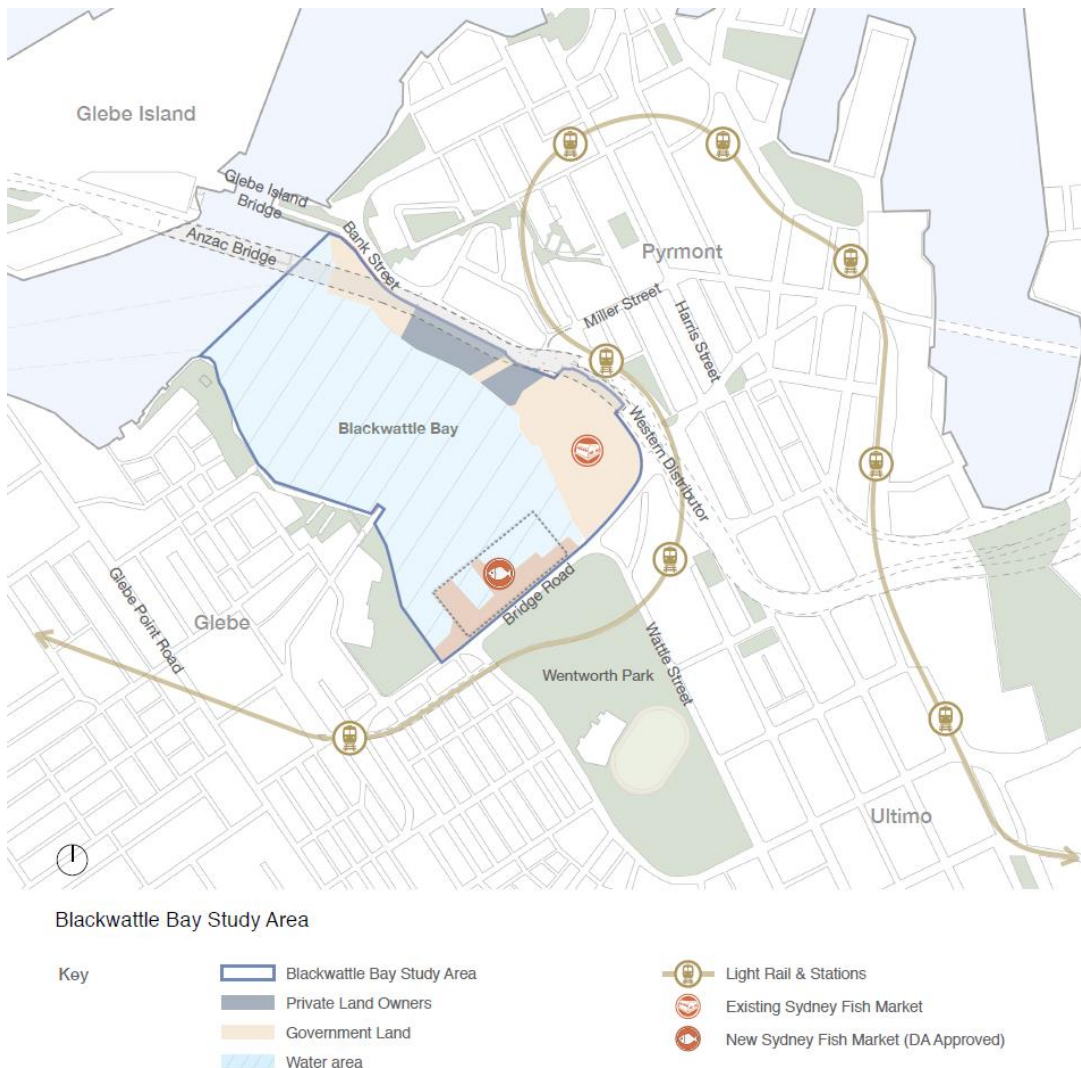 Glebe Island
Glebe Island
Bridge
Anzac Bridge
Bank Street
Pyrmont
Miller Street
Harris Street
Blackwattle Bay
Western Distributor
Bridge Road
Glebe Point Road
Glebe
Wentworth Park
Wattle Street
Ultimo
Blackwattle Bay Study Area
Key
Blackwattle Bay Study Area
Private Land Owners
Government Land
Water area
Light Rail & Stations
Existing Sydney Fish Market
New Sydney Fish Market (DA Approved)